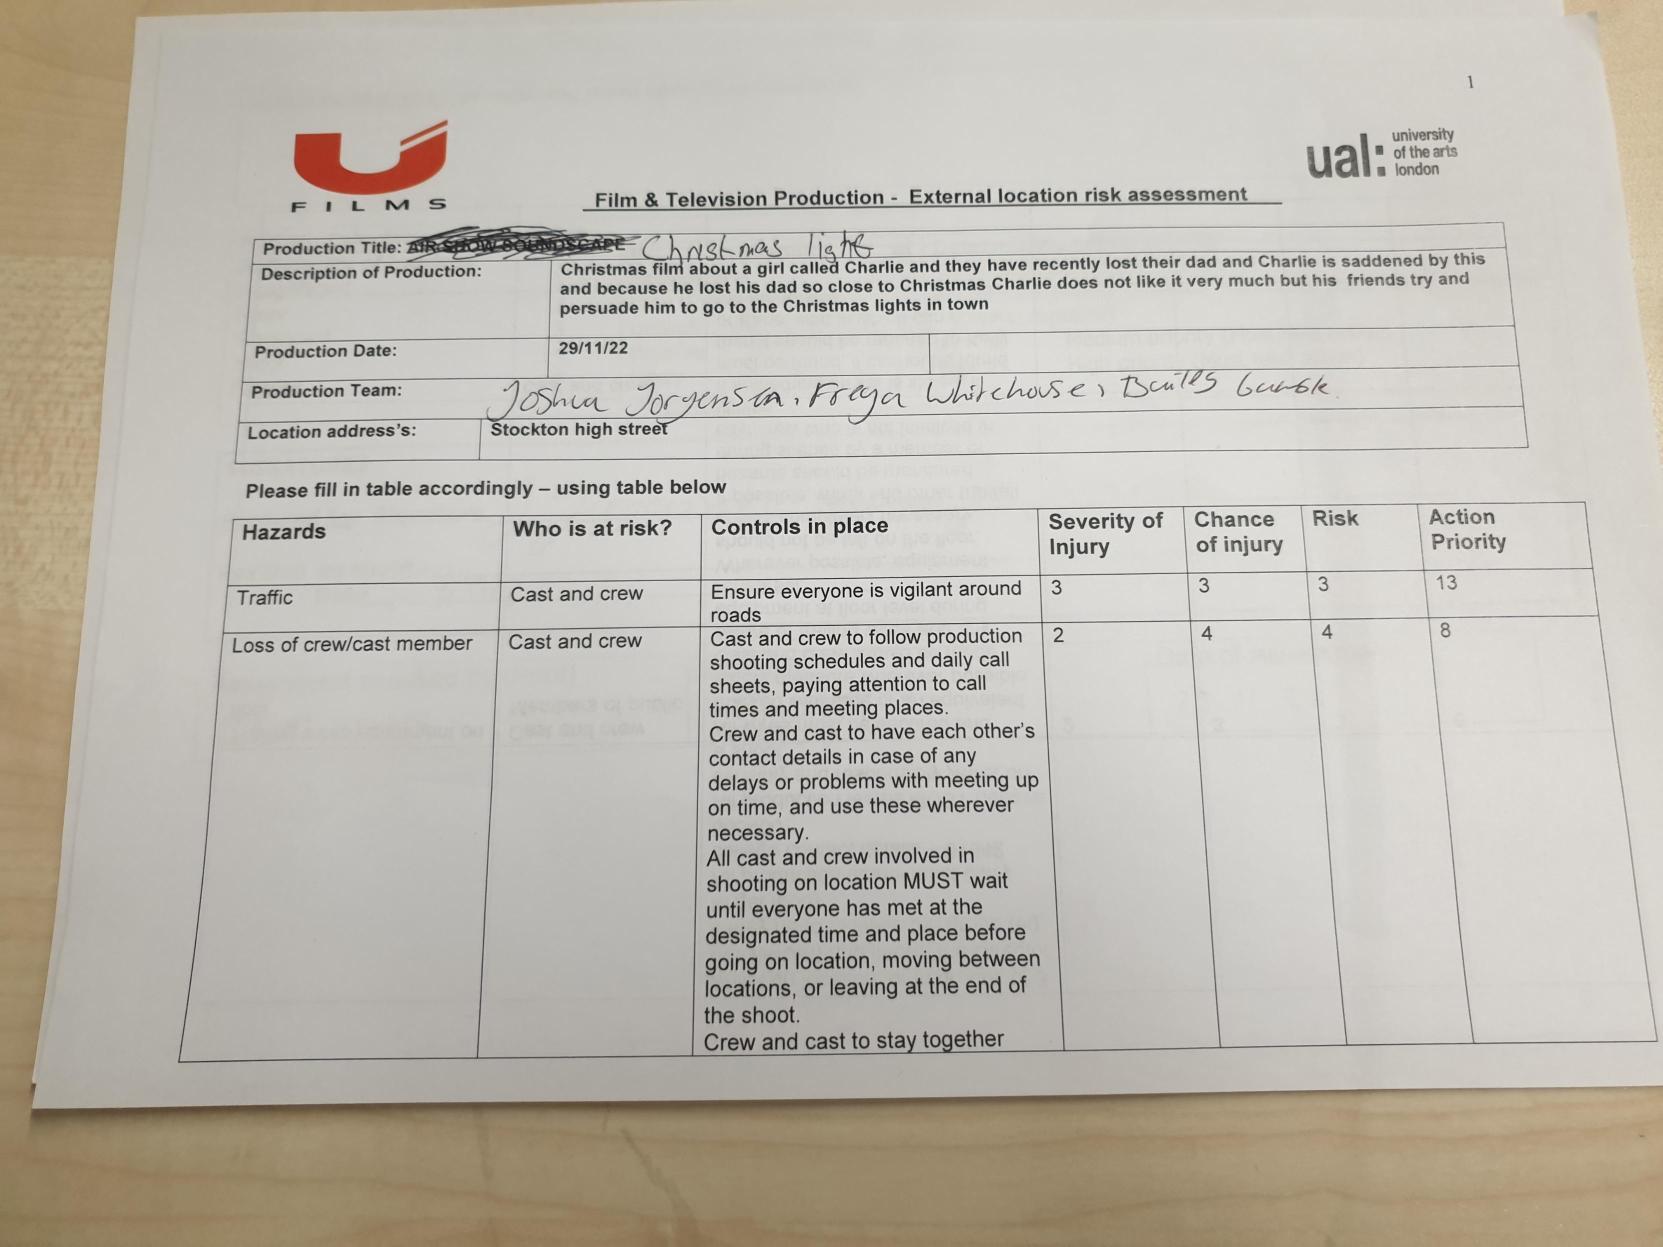 1
FILMS
ual: university
of the arts
london
Film & Television Production - External location risk assessment
Production Title: AIR SHOW SOUNDSCAPE Christmas light
Description of Production:
Christmas film about a girl called Charlie and they have recently lost their dad and Charlie is saddened by this
and because he lost his dad so close to Christmas Charlie does not like it very much but his friends try and
persuade him to go to the Christmas lights in town
Production Date: 29/11/22
Production Team: Joshua Jorgensen, Freya Whitehouse,
Location address's: Stockton high street
Please fill in table accordingly – using table below
Hazards Who is at risk? Controls in place Severity of Injury Chance of injury Risk Action Priority
Traffic Cast and crew Ensure everyone is vigilant around 3 3 3 13
roads
Loss of crew/cast member Cast and crew Cast and crew to follow production 2 4 4 8
shooting schedules and daily call
sheets, paying attention to call
times and meeting places.
Crew and cast to have each other's
contact details in case of any
delays or problems with meeting up
on time, and use these wherever
necessary.
All cast and crew involved in
shooting on location MUST wait
until everyone has met at the
designated time and place before
going on location, moving between
locations, or leaving at the end of
the shoot.
Crew and cast to stay together